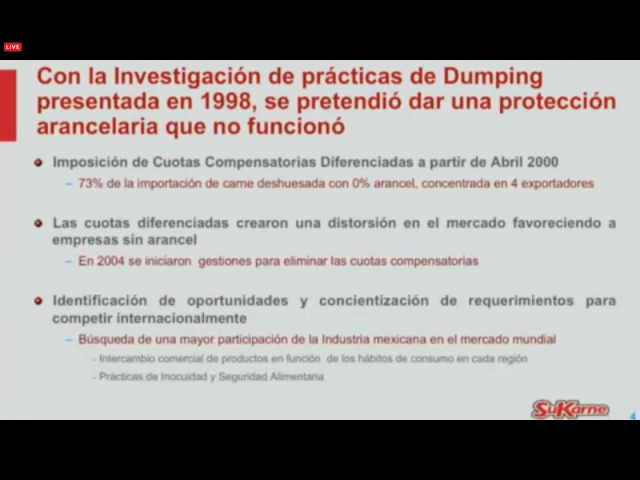 LIVE
Con la Investigación de prácticas de Dumping
presentada en 1998, se pretendió dar una protección
arancelaria que no funcionó
Imposición de Cuotas Compensatorias Diferenciadas a partir de Abril 2000
– 73% de la importación de carne deshuesada con 0% arancel, concentrada en 4 exportadores
Las cuotas diferenciadas crearon una distorsión en el mercado favoreciendo a
empresas sin arancel
– En 2004 se iniciaron gestiones para eliminar las cuotas compensatorias
Identificación de oportunidades y concientización de requerimientos para
competir internacionalmente
– Búsqueda de una mayor participación de la Industria mexicana en el mercado mundial
- Intercambio comercial de productos en función de los hábitos de consumo en cada región
- Prácticas de Inocuidad y Seguridad Alimentaria
SuKarne
4